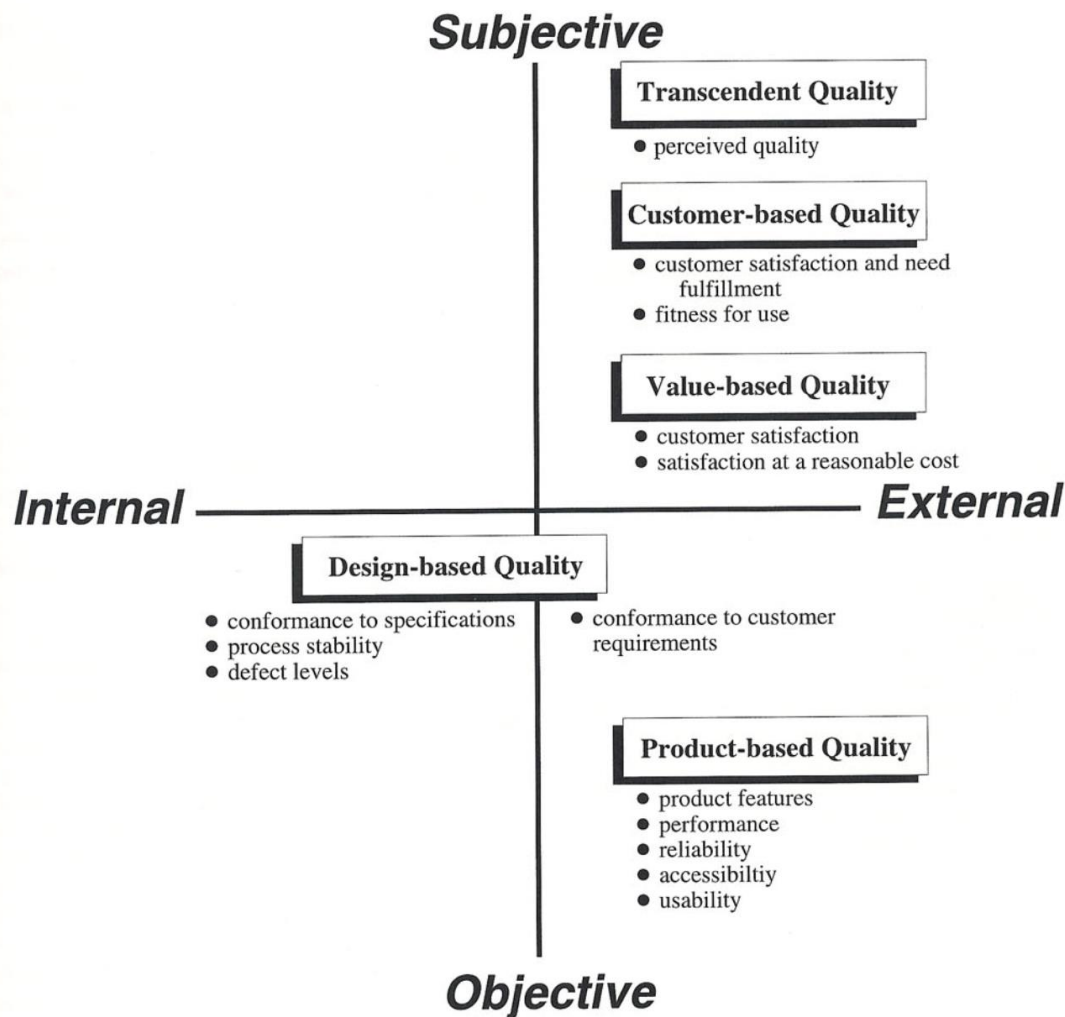 Subjective
Transcendent Quality
● perceived quality
Customer-based Quality
● customer satisfaction and need
fulfillment
● fitness for use
Value-based Quality
● customer satisfaction
● satisfaction at a reasonable cost
Internal
External
Design-based Quality
● conformance to specifications
● process stability
● defect levels
● conformance to customer
requirements
Product-based Quality
● product features
● performance
● reliability
● accessibiltiy
● usability
Objective